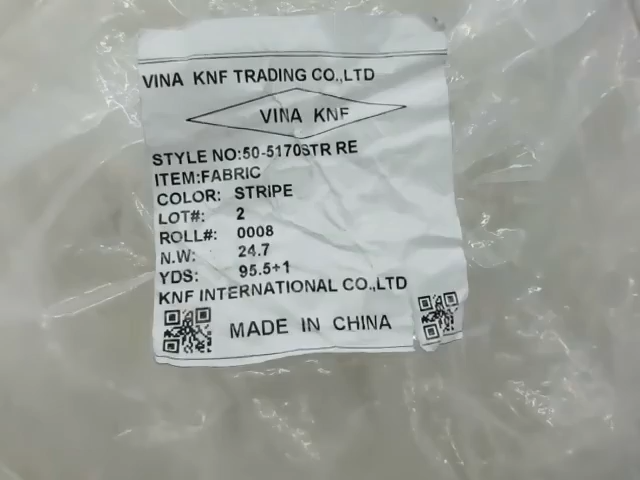 VINA KNF TRADING CO.,LTD
VINA KNF
STYLE NO:50-5170STR RE
ITEM:FABRIC
COLOR: STRIPE
LOT#: 2
ROLL#: 0008
N.W: 24.7
YDS: 95.5+1
KNF INTERNATIONAL CO.,LTD
MADE IN CHINA